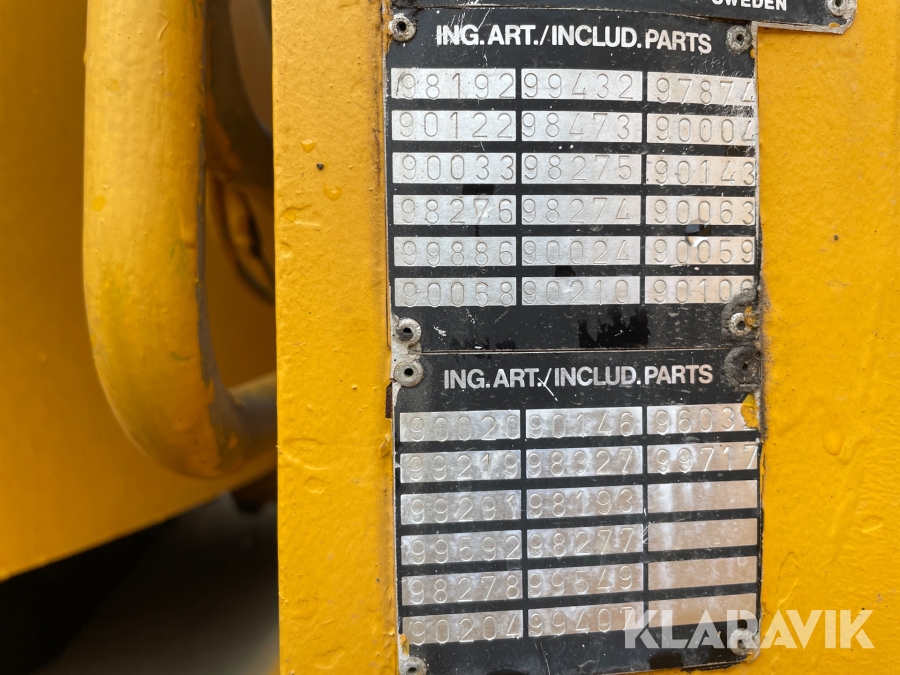 SWEDEN
ING.ART./INCLUD.PARTS
98192 99432 97874
90122 98473 90004
90033 98275 90143
98276 98274 90063
99886 90024 90059
90068 90210 90106
ING.ART./INCLUD.PARTS
90020 90146
99219 98327 99717
99291 98193
99592 98277
98278 99549
90204 99407
KLARAVIK